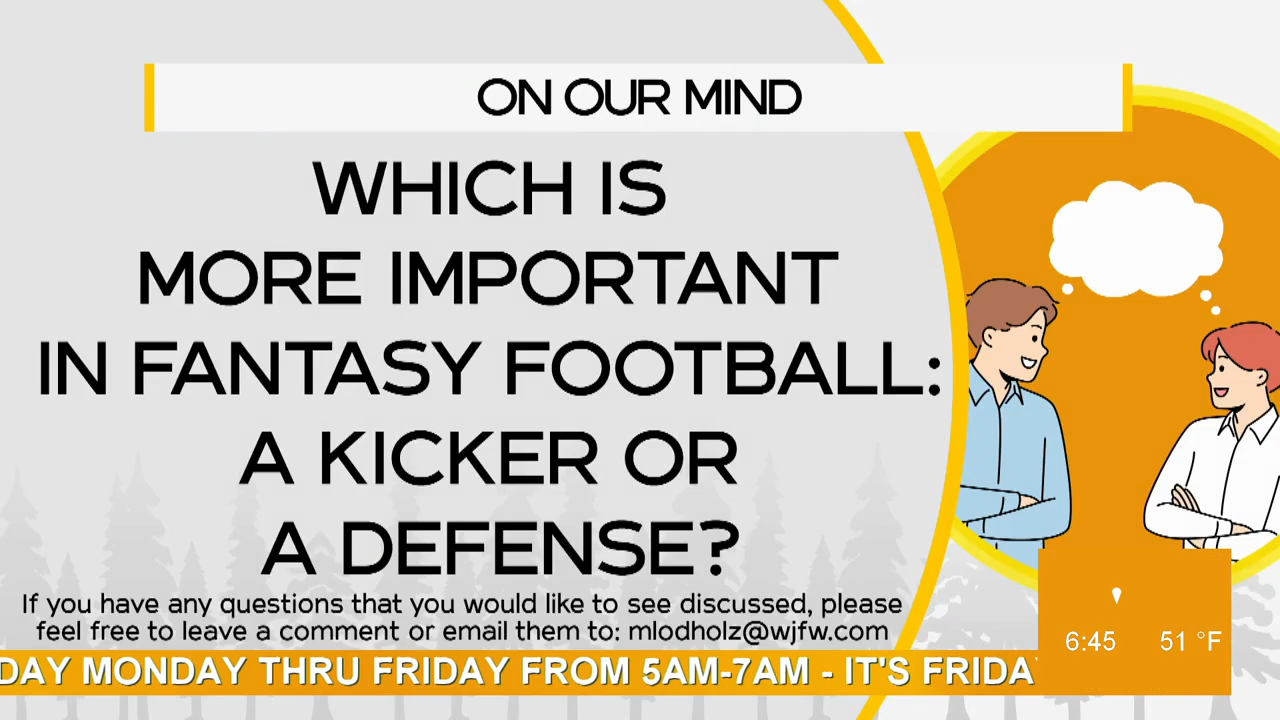 ON OUR MIND
WHICH IS
MORE IMPORTANT
IN FANTASY FOOTBALL:
A KICKER OR
A DEFENSE?
If you have any questions that you would like to see discussed, please
feel free to leave a comment or email them to: mlodholz@wjfw.com
6:45 51 °F
DAY MONDAY THRU FRIDAY FROM 5AM-7AM - IT'S FRIDA